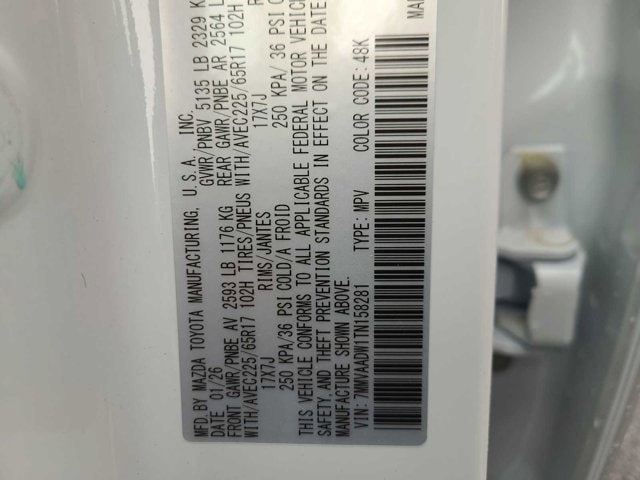 MFD.BY MAZDA TOYOTA MANUFACTURING, U.S.A. INC.
DATE 01/26 GVWR/PNBV 5135 LB 2329 K
FRONT GAWR/PNBE AV 2593 LB 1176 KG REAR GAWR/PNBE AR 2564 L
WITH/AVEC225/65R17 102H TIRES/PNEUS WITH/AVEC225/65R17 102H
17X7J RIMS/JANTES 17X7J
250 KPA/36 PSI COLD/A FROID 250 KPA/ 36 PSI
THIS VEHICLE CONFORMS TO ALL APPLICABLE FEDERAL MOTOR VEHIC
SAFETY,AND THEFT PREVENTION STANDARDS IN EFFECT ON THE DATE
MANUFACTURE SHOWN ABOVE.
VIN: 7MMVAADW1TN158281 TYPE: MPV COLOR CODE: 48K